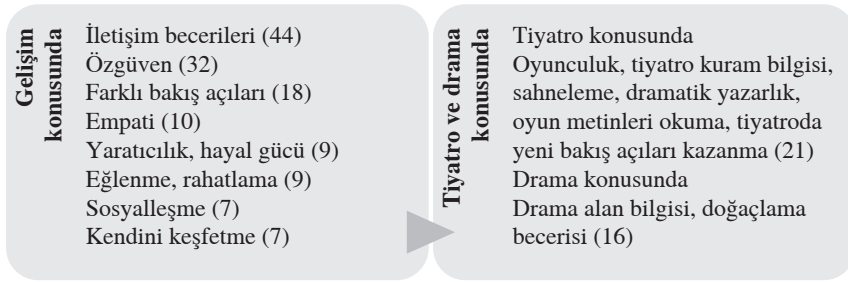 Gelişim
konusunda
İletişim becerileri (44)
Özgüven (32)
Farklı bakış açıları (18)
Empati (10)
Yaratıcılık, hayal gücü (9)
Eğlenme, rahatlama (9)
Sosyalleşme (7)
Kendini keşfetme (7)
Tiyatro ve drama
konusunda
Tiyatro konusunda
Oyunculuk, tiyatro kuram bilgisi,
sahneleme, dramatik yazarlık,
oyun metinleri okuma, tiyatroda
yeni bakış açıları kazanma (21)
Drama konusunda
Drama alan bilgisi, doğaçlama
becerisi (16)